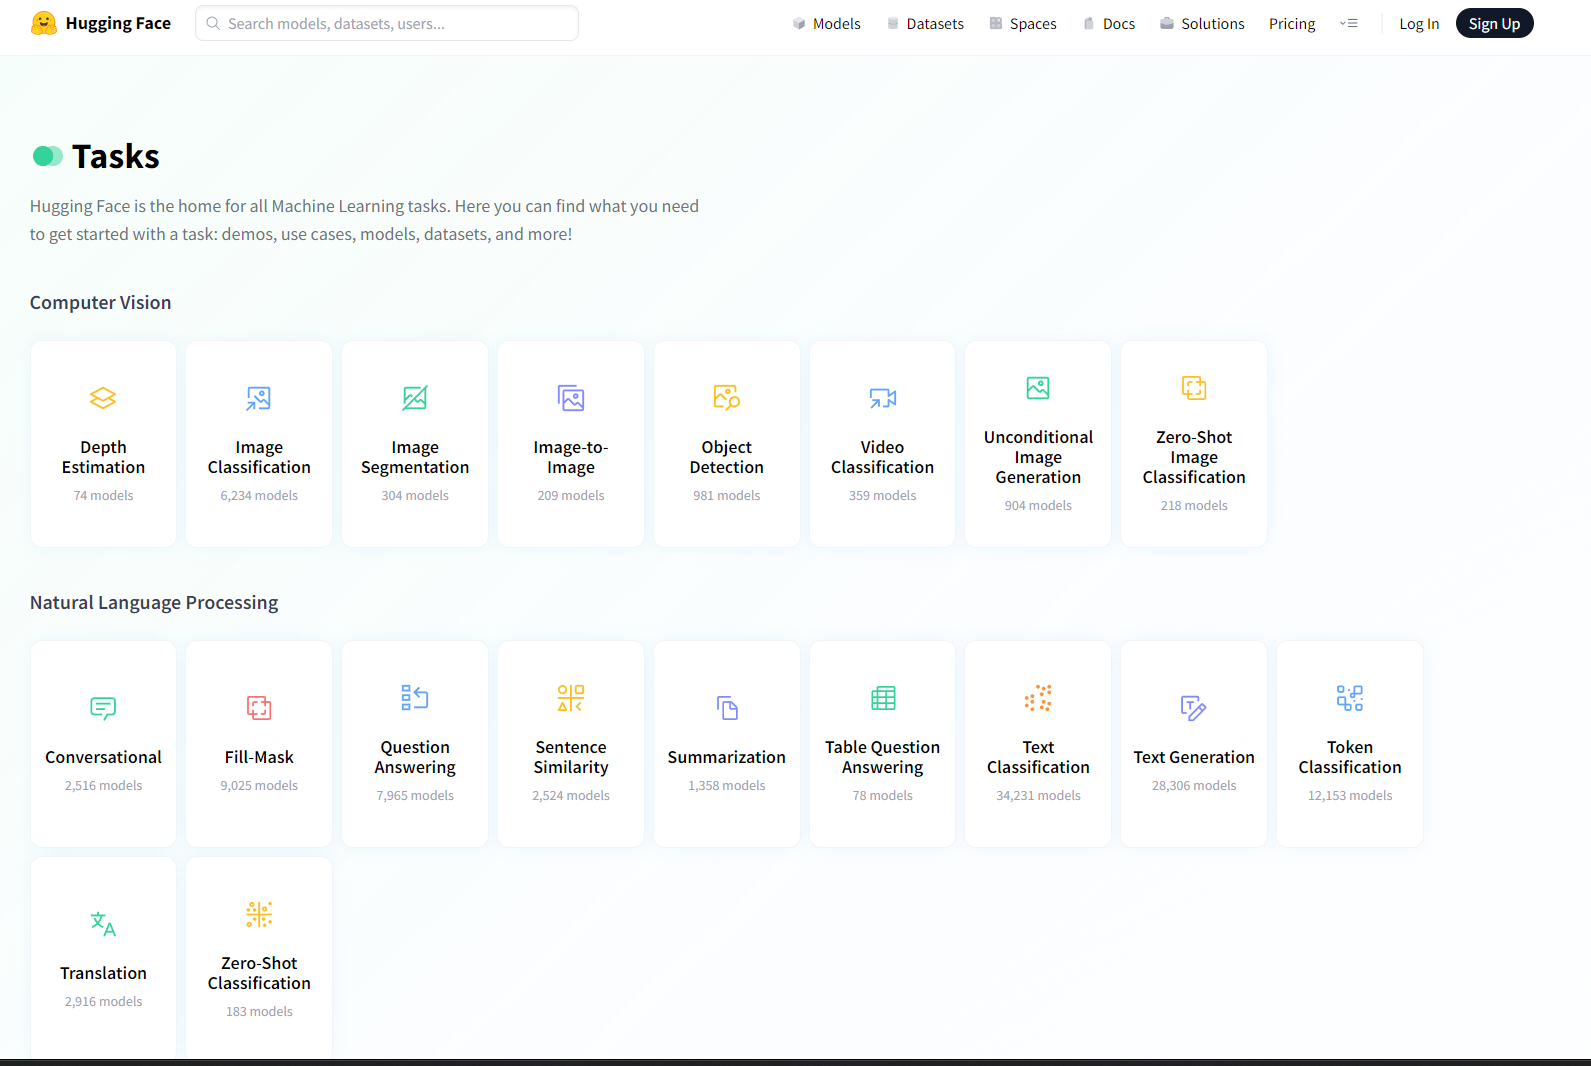 Hugging Face
Search models, datasets, users...
Models
Datasets
Spaces
Docs
Solutions
Pricing
Log In
Sign Up
Tasks
Hugging Face is the home for all Machine Learning tasks. Here you can find what you need
to get started with a task: demos, use cases, models, datasets, and more!
Computer Vision
Depth
Estimation
74 models
Image
Classification
6,234 models
Image
Segmentation
304 models
Image-to-
Image
209 models
Object
Detection
981 models
Video
Classification
359 models
Unconditional
Image
Generation
904 models
Zero-Shot
Image
Classification
218 models
Natural Language Processing
Conversational
2,516 models
Fill-Mask
9,025 models
Question
Answering
7,965 models
Sentence
Similarity
2,524 models
Summarization
1,358 models
Table Question
Answering
78 models
Text
Classification
34,231 models
Text Generation
28,306 models
Token
Classification
12,153 models
Translation
2,916 models
Zero-Shot
Classification
183 models